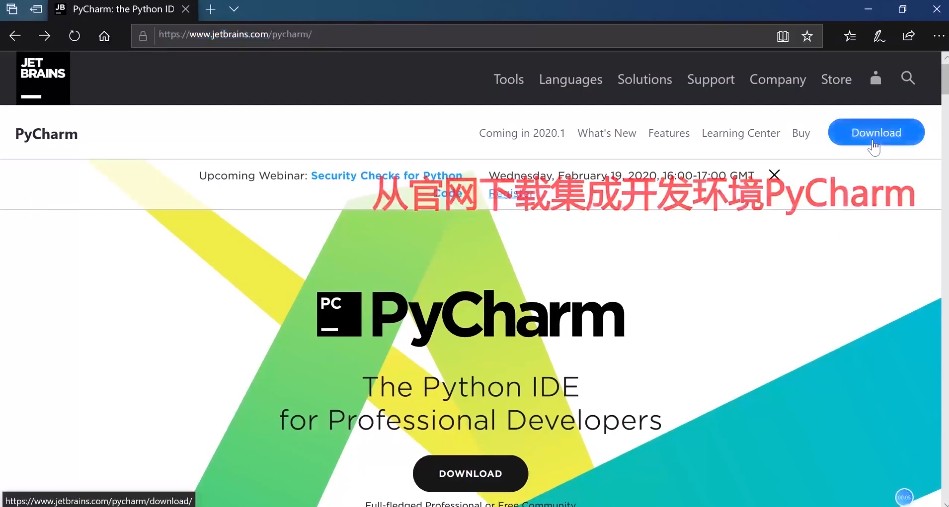 PyCharm: the Python ID
https://www.jetbrains.com/pycharm/
JET
BRAINS
Tools Languages Solutions Support Company Store
PyCharm
Coming in 2020.1 What's New Features Learning Center Buy Download
Upcoming Webinar: Security Checks for Python Code
Wednesday, February 19, 2020, 16:00-17:00 GMT
从官网下载集成开发环境PyCharm
PC
PyCharm
The Python IDE
for Professional Developers
DOWNLOAD
Full-fledged Professional or Free Community
https://www.jetbrains.com/pycharm/download/